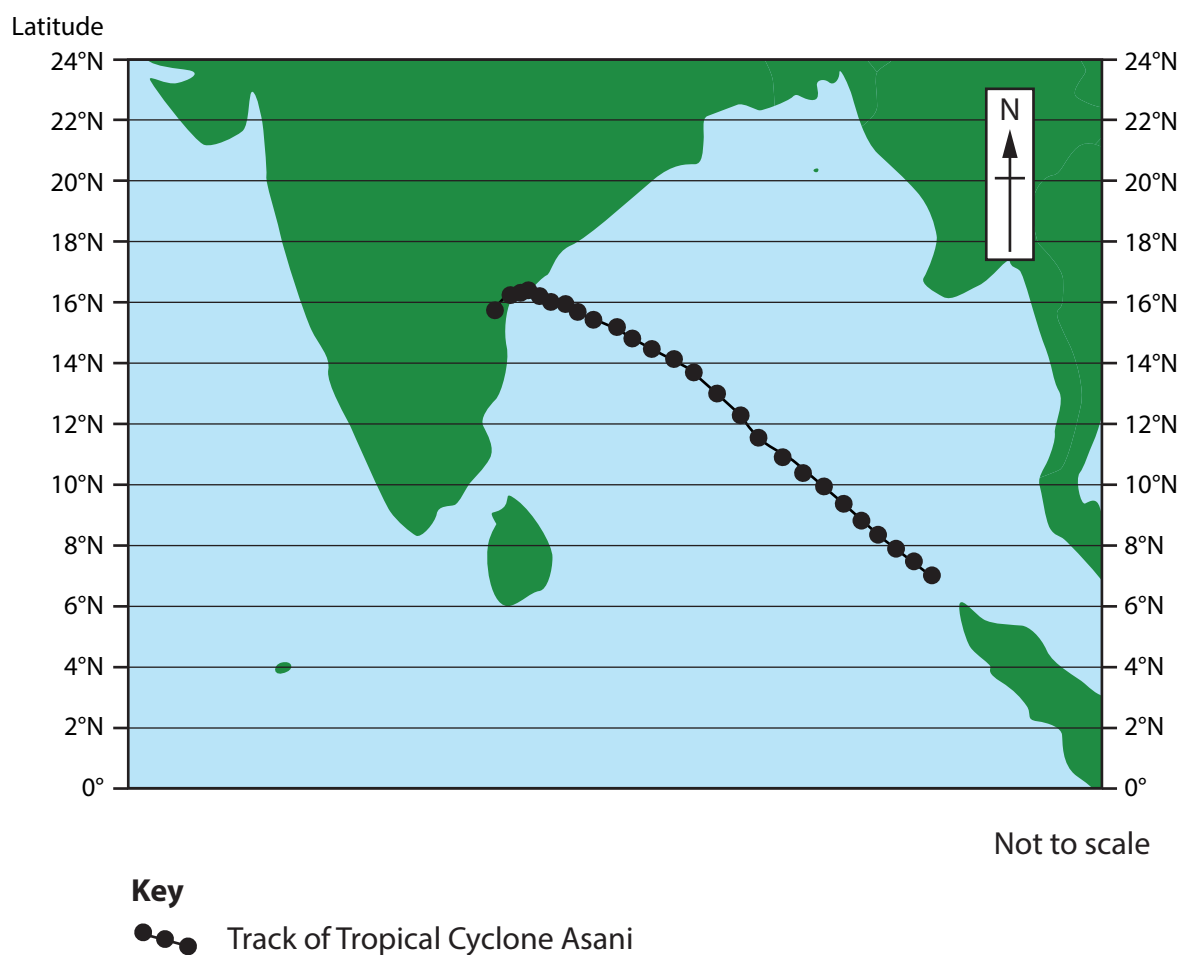 Latitude
24°N 24°N
N
22°N 22°N
20°N 20°N
18°N 18°N
16°N 16°N
14°N 14°N
12°N 12°N
10°N 10°N
8°N 8°N
6°N 6°N
4°N 4°N
2°N 2°N
0° 0°
Not to scale
Key
Track of Tropical Cyclone Asani